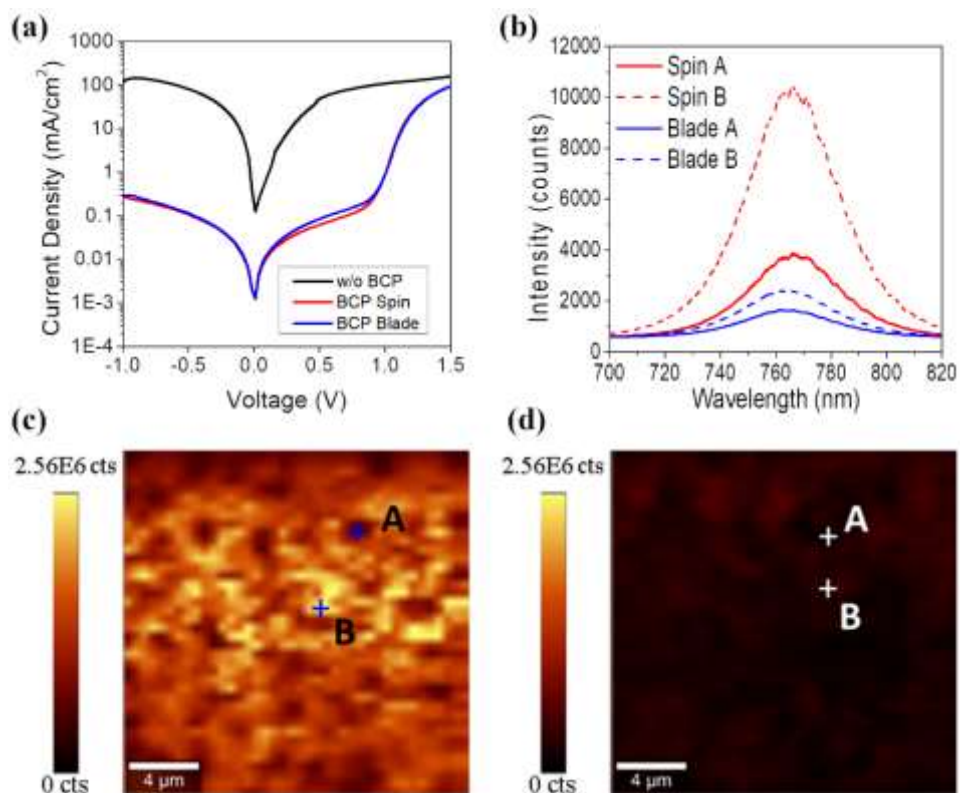 (a)
1000
100
10
1
0.1
0.01
1E-3
1E-4
Current Density (mA/cm²)
w/o BCP
BCP Spin
BCP Blade
-1.0 -0.5 0.0 0.5 1.0 1.5
Voltage (V)
(b)
12000
10000
8000
6000
4000
2000
0
Intensity (counts)
Spin A
Spin B
Blade A
Blade B
700 720 740 760 780 800 820
Wavelength (nm)
(c)
2.56E6 cts
0 cts
A
B
4 μm
(d)
2.56E6 cts
0 cts
A
B
4 μm